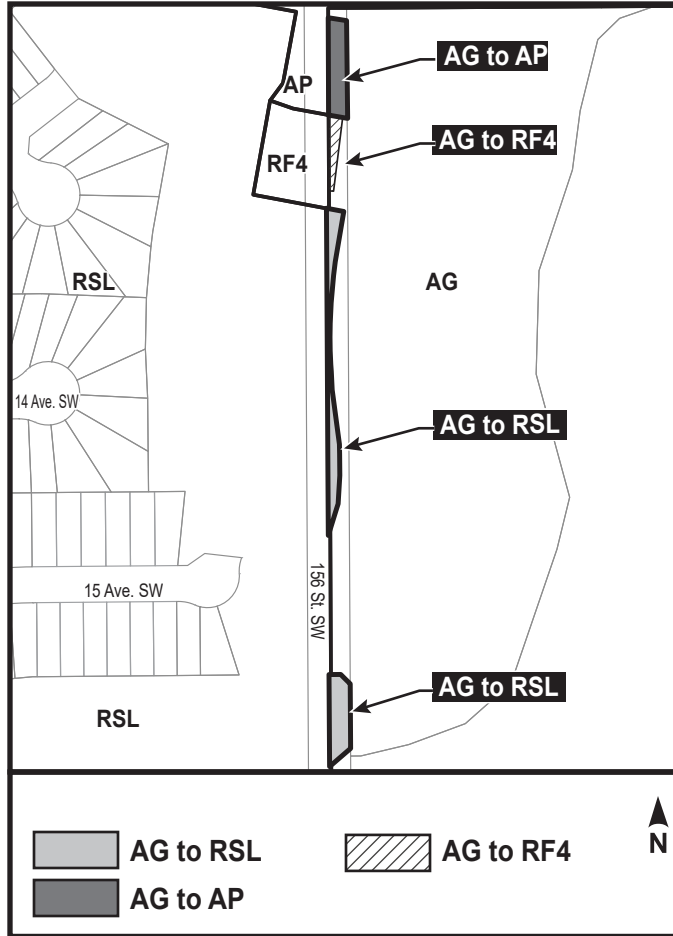 AG to AP
AP
AG to RF4
RF4
RSL
AG
14 Ave. SW
AG to RSL
156 St. SW
15 Ave. SW
AG to RSL
RSL
AG to RSL
AG to RF4
AG to AP
N